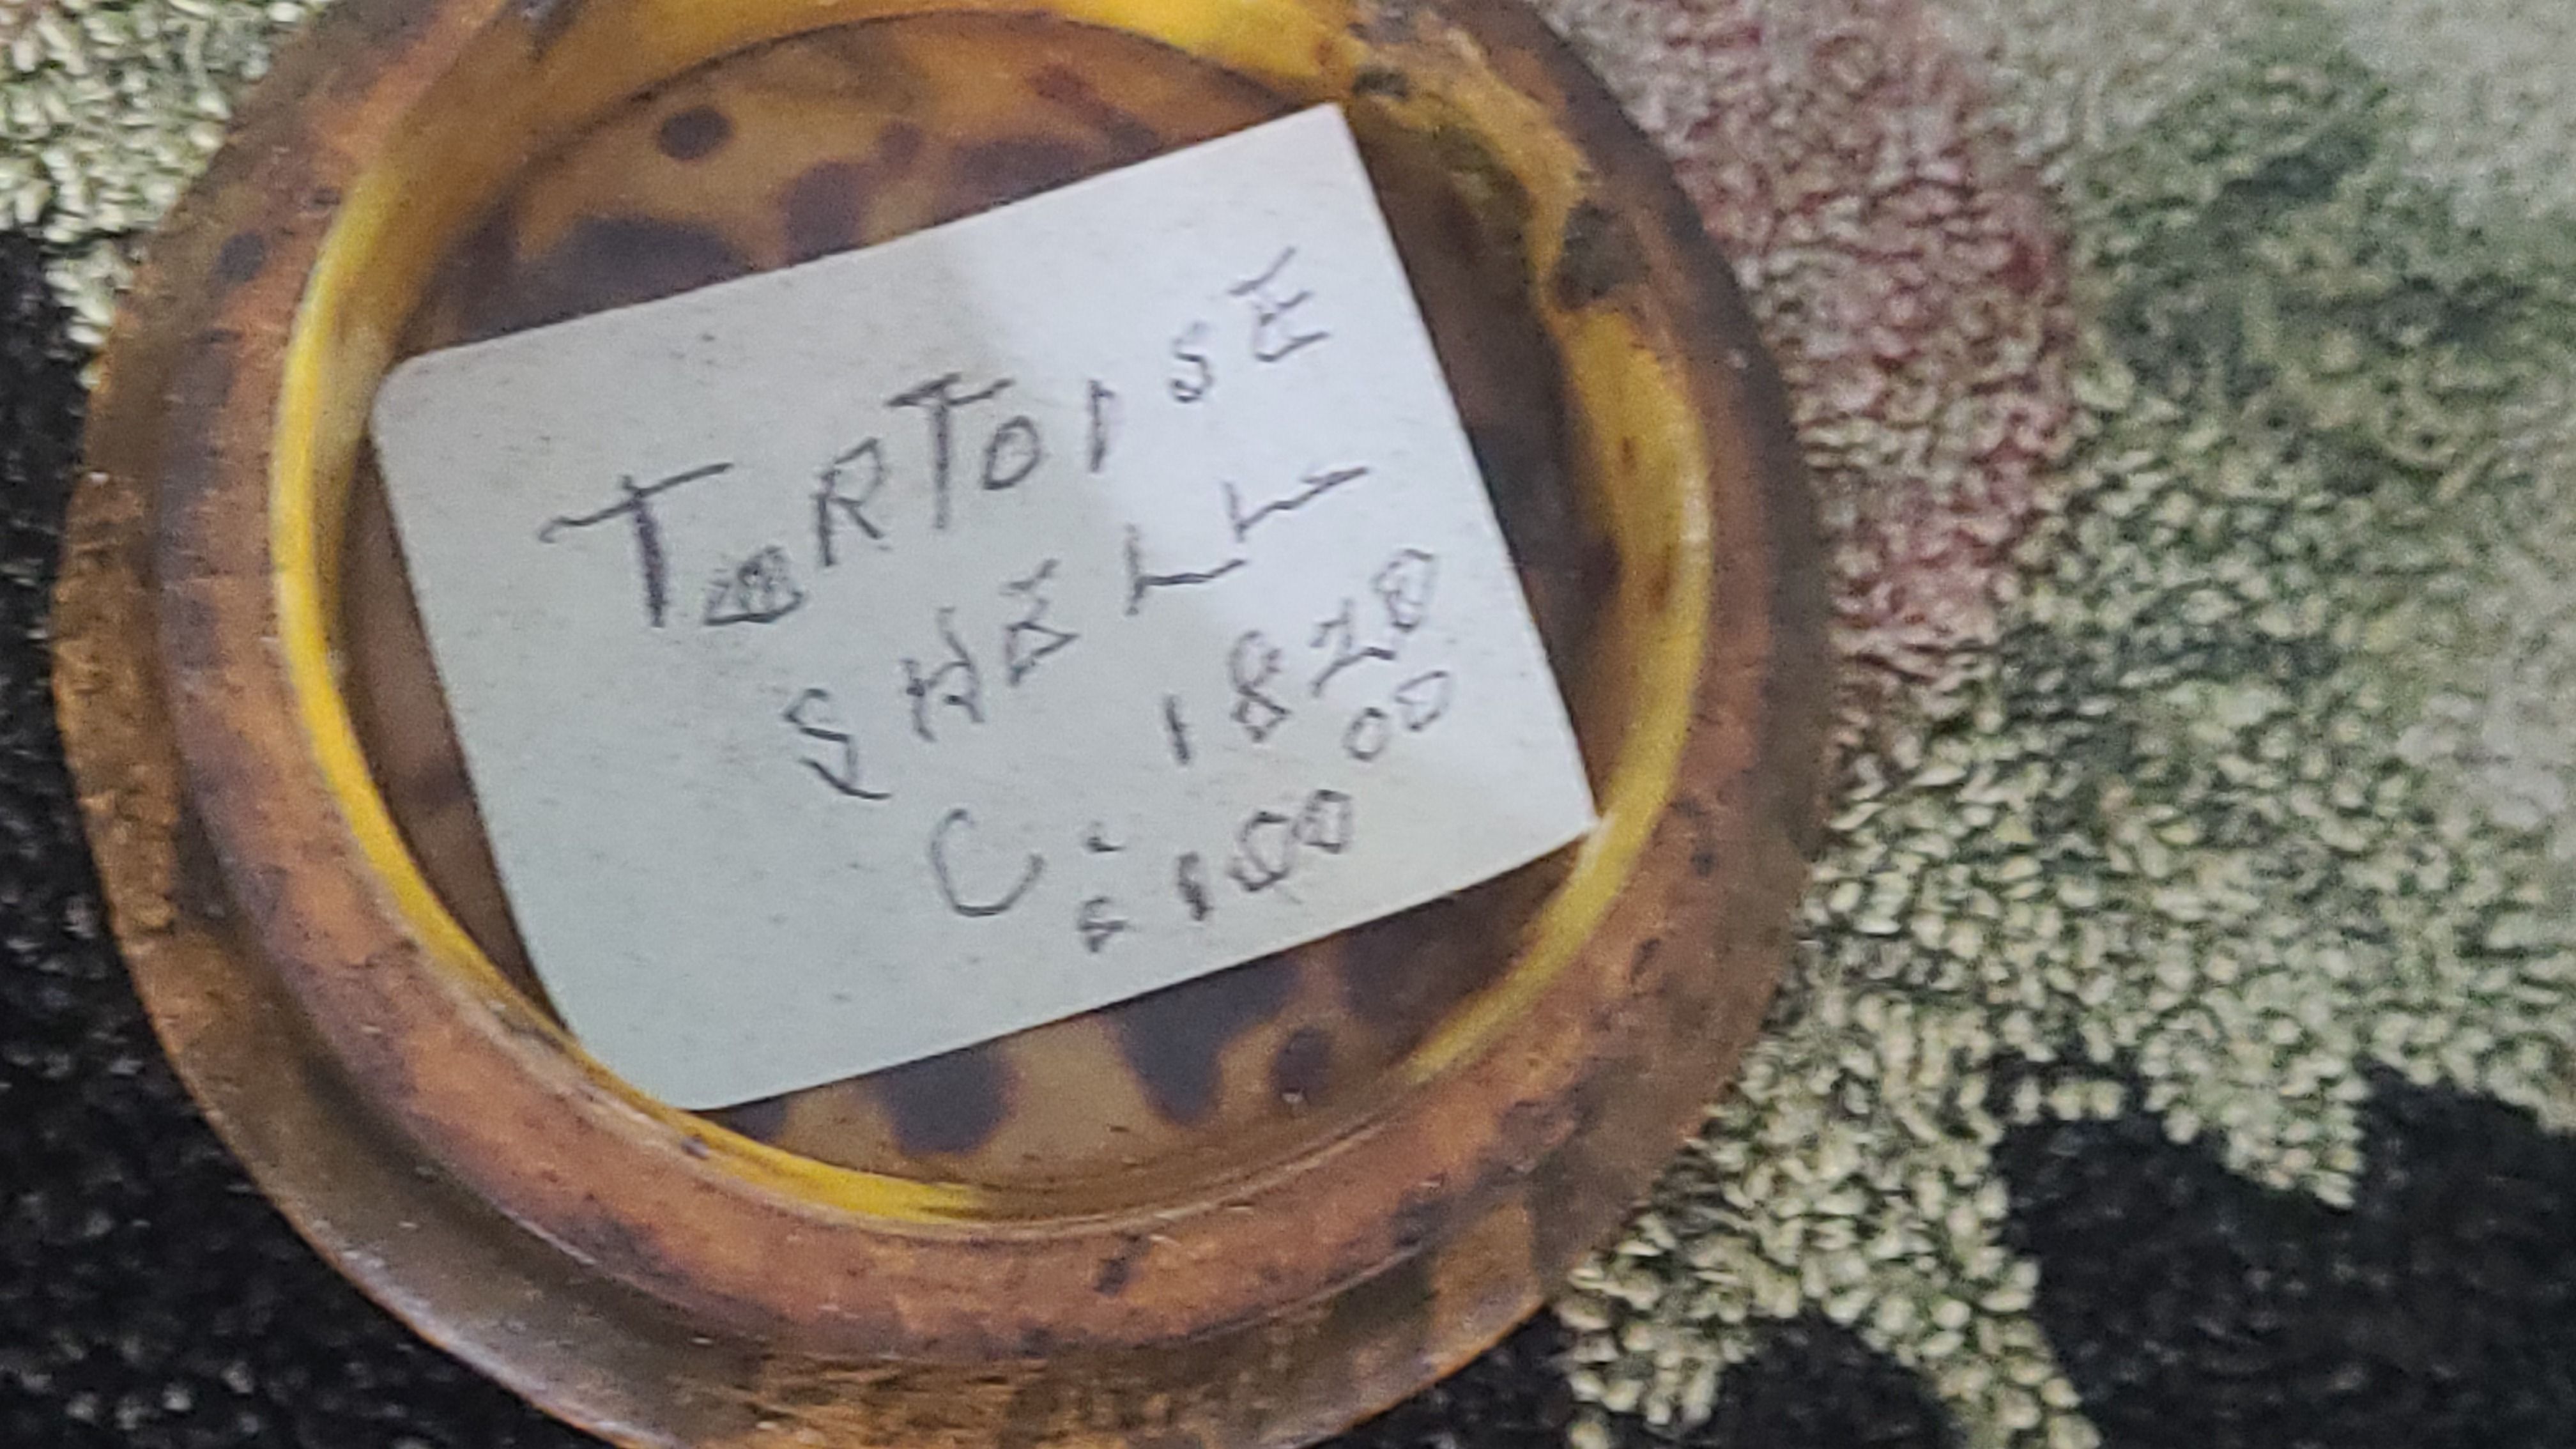 TORTOISE
SHELL
C. 1820
$100.00